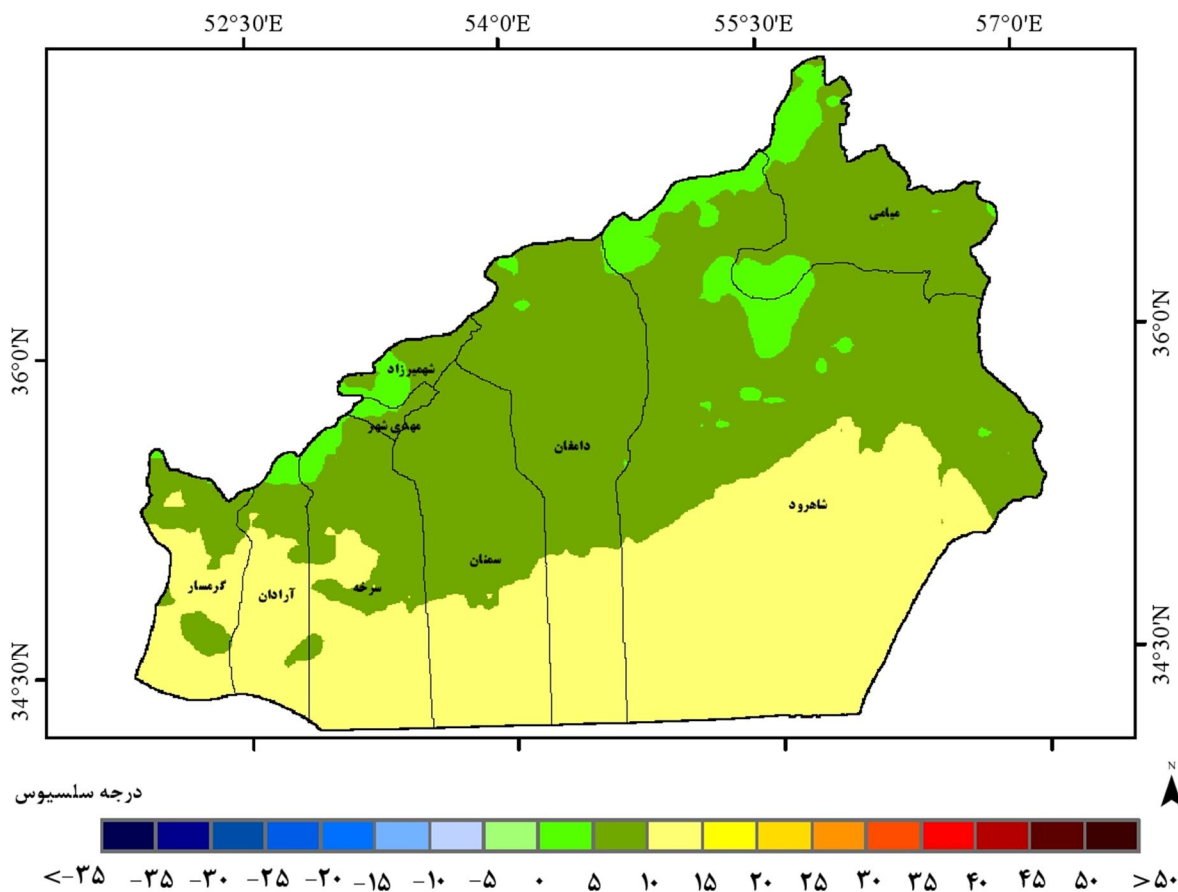 52°30'E 54°0'E 55°30'E 57°0'E
میامی
36°0'N 36°0'N
شهمیرزاد
مهدی شهر
دامغان
شاهرود
سمنان
سرخه
آرادان
گرمسار
34°30'N 34°30'N
درجه سلسیوس
N
<-۳۵ -۳۵ -۳۰ -۲۵ -۲۰ -۱۵ -۱۰ -۵ ۰ ۵ ۱۰ ۱۵ ۲۰ ۲۵ ۳۰ ۳۵ ۴۰ ۴۵ >۵۰